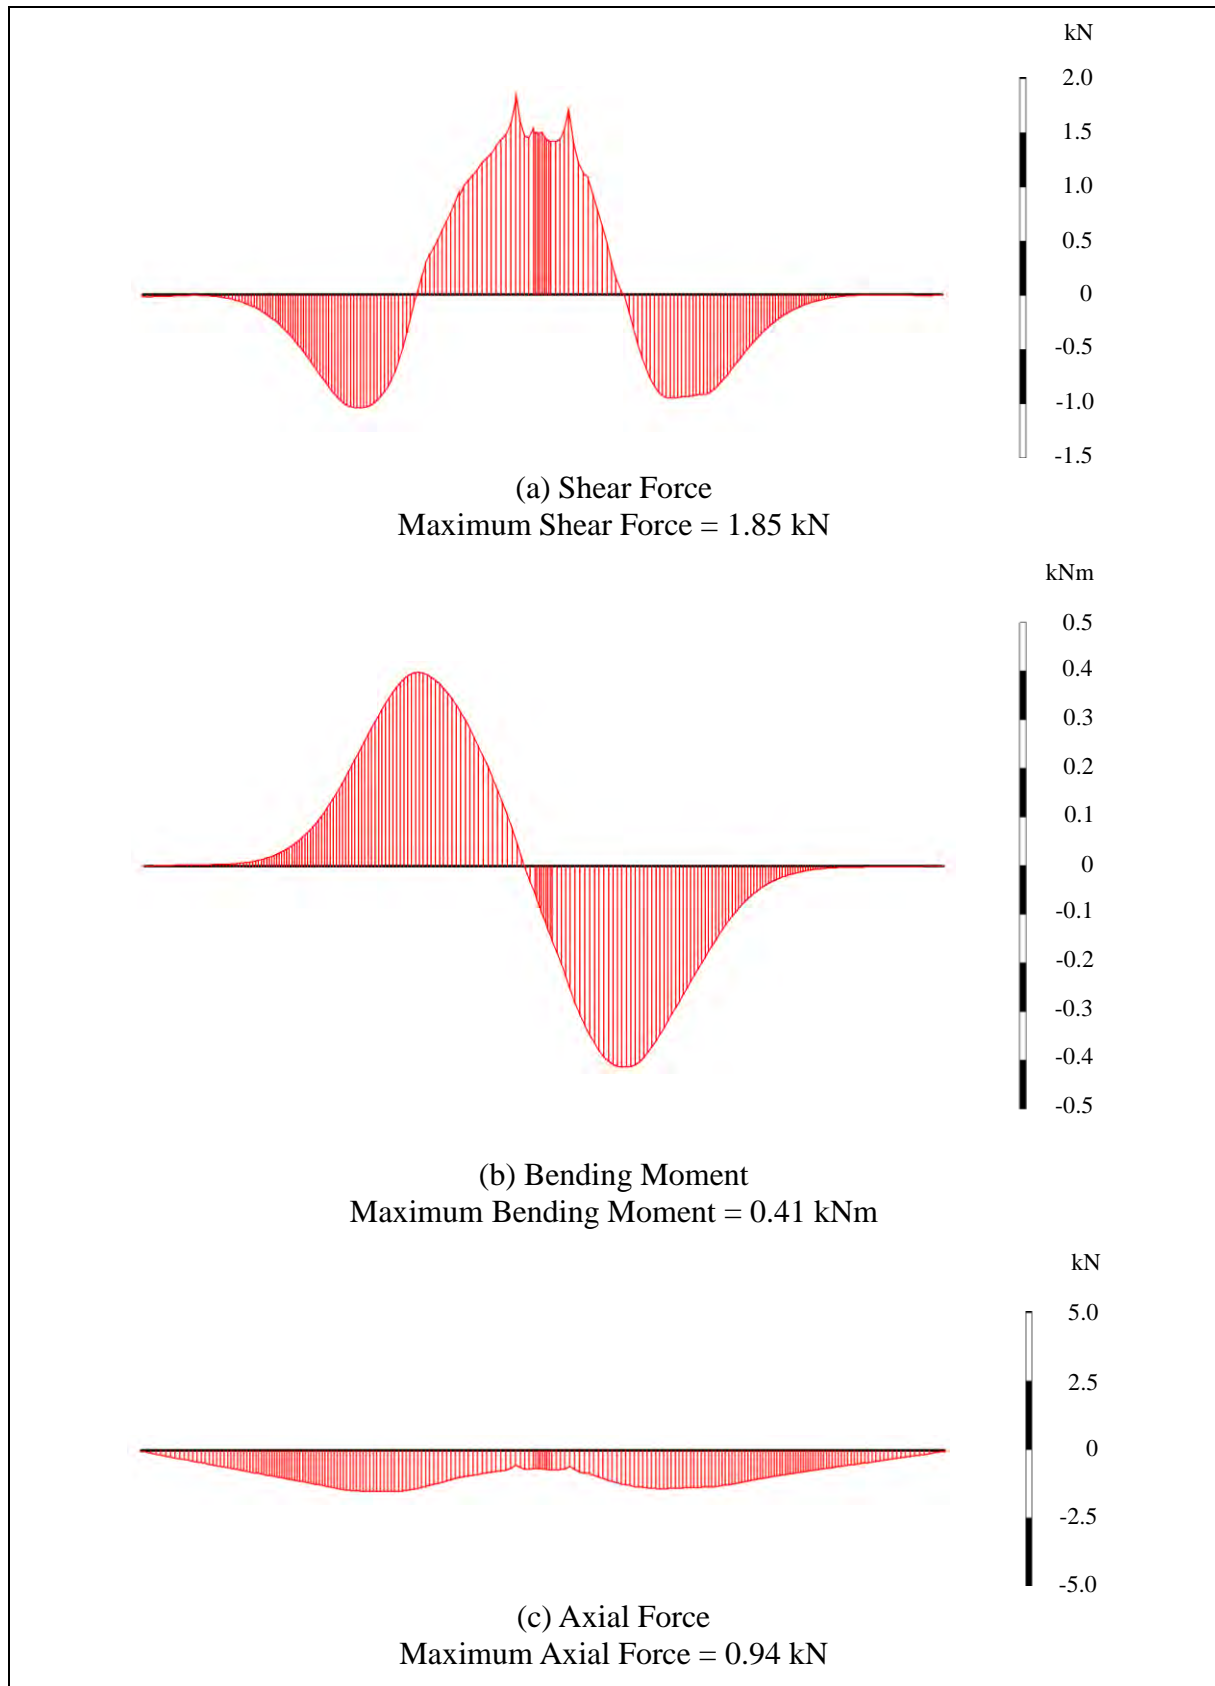 kN
2.0
1.5
1.0
0.5
0
-0.5
-1.0
-1.5
(a) Shear Force
Maximum Shear Force = 1.85 kN
kNm
0.5
0.4
0.3
0.2
0.1
0
-0.1
-0.2
-0.3
-0.4
-0.5
(b) Bending Moment
Maximum Bending Moment = 0.41 kNm
kN
5.0
2.5
0
-2.5
-5.0
(c) Axial Force
Maximum Axial Force = 0.94 kN